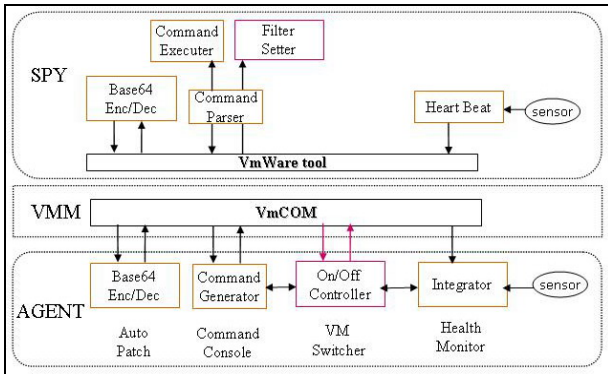 SPY
Command
Executer
Filter
Setter
Base64
Enc/Dec
Command
Parser
Heart Beat
sensor
VmWare tool
VMM
VmCOM
AGENT
Base64
Enc/Dec
Command
Generator
On/Off
Controller
Integrator
sensor
Auto
Patch
Command
Console
VM
Switcher
Health
Monitor